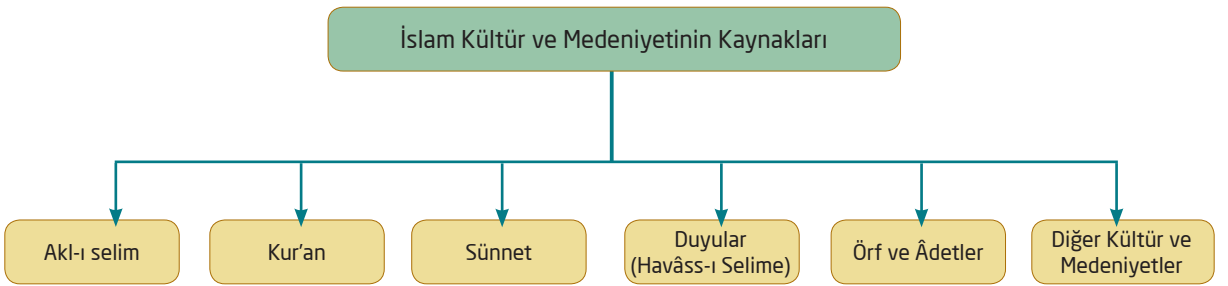 İslam Kültür ve Medeniyetinin Kaynakları
Akl-ı selim
Kur'an
Sünnet
Duyular
(Havâss-ı Selime)
Örf ve Âdetler
Diğer Kültür ve
Medeniyetler